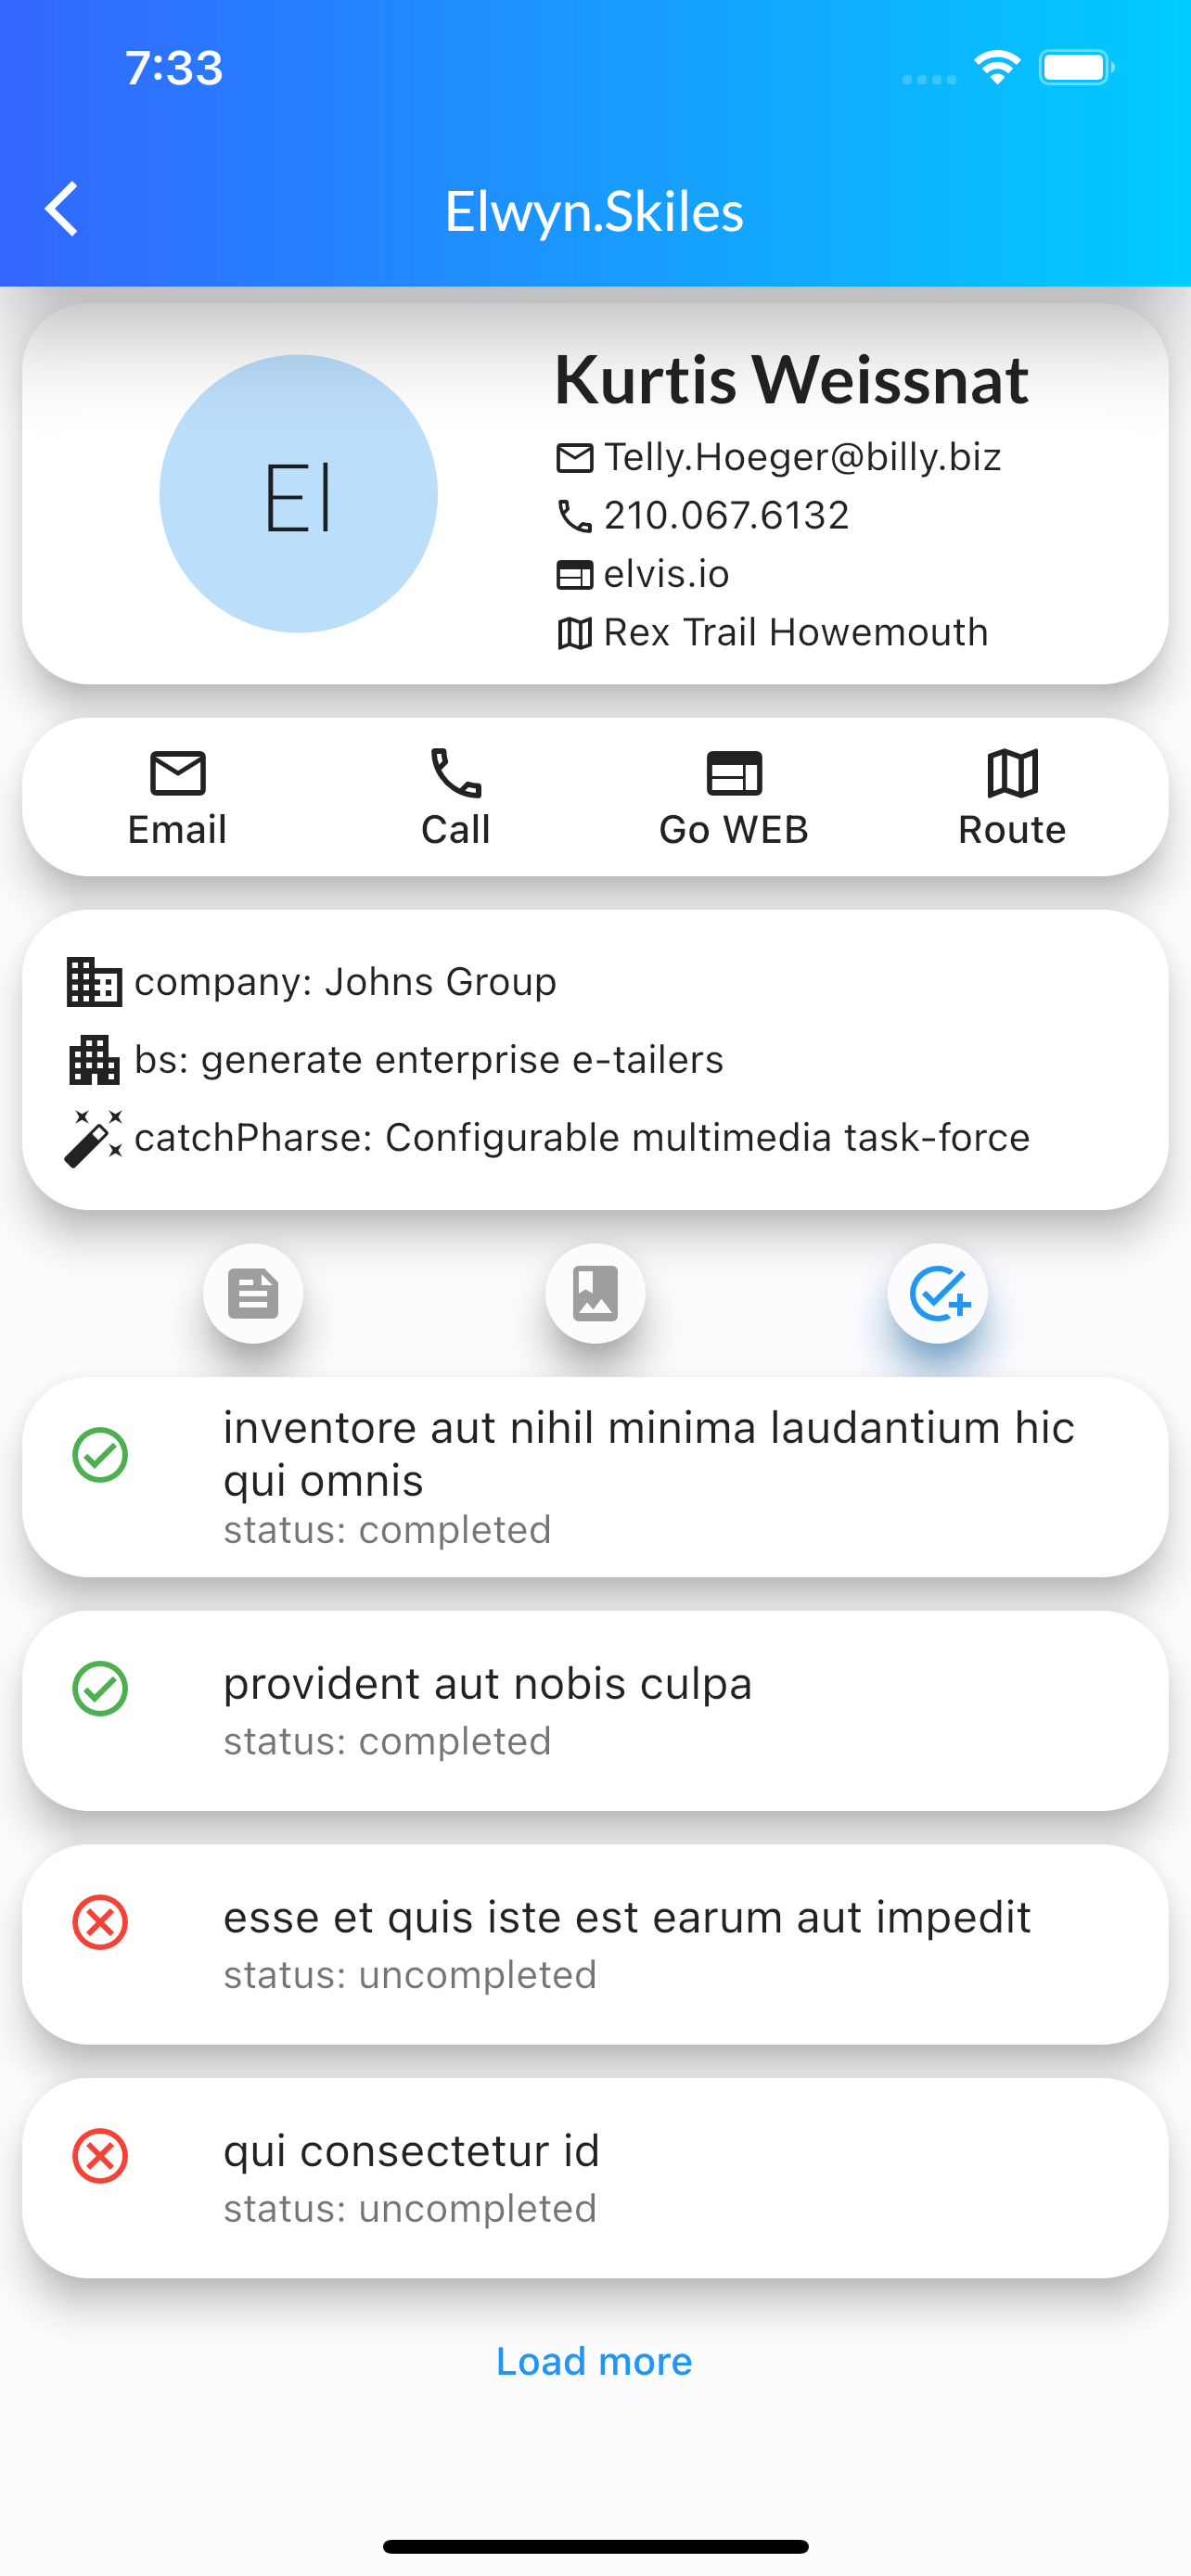 7:33
Elwyn.Skiles
El
Kurtis Weissnat
Telly.Hoeger@billy.biz
210.067.6132
elvis.io
Rex Trail Howemouth
Email
Call
Go WEB
Route
company: Johns Group
bs: generate enterprise e-tailers
catchPharse: Configurable multimedia task-force
inventore aut nihil minima laudantium hic
qui omnis
status: completed
provident aut nobis culpa
status: completed
esse et quis iste est earum aut impedit
status: uncompleted
qui consectetur id
status: uncompleted
Load more